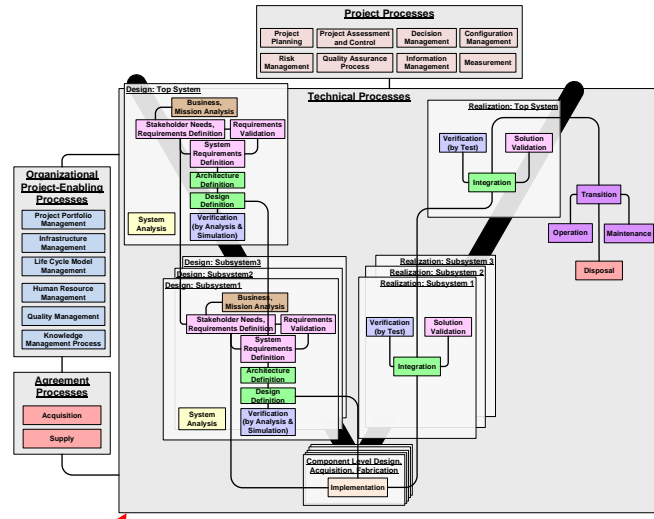 Project Processes
Project
Planning
Project Assessment
and Control
Decision
Management
Configuration
Management
Risk
Management
Quality Assurance
Process
Information
Management
Measurement
Technical Processes
Design: Top System
Business,
Mission Analysis
Stakeholder Needs,
Requirements Definition
Requirements
Validation
System
Requirements
Definition
Architecture
Definition
Design
Definition
System
Analysis
Verification
(by Analysis &
Simulation)
Realization: Top System
Verification
(by Test)
Solution
Validation
Integration
Transition
Operation
Maintenance
Disposal
Organizational
Project-Enabling
Processes
Project Portfolio
Management
Infrastructure
Management
Life Cycle Model
Management
Human Resource
Management
Quality Management
Knowledge
Management Process
Agreement
Processes
Acquisition
Supply
Design: Subsystem3
Design: Subsystem2
Design: Subsystem1
Business,
Mission Analysis
Stakeholder Needs,
Requirements Definition
Requirements
Validation
System
Requirements
Definition
Architecture
Definition
Design
Definition
System
Analysis
Verification
(by Analysis &
Simulation)
Realization: Subsystem 3
Realization: Subsystem 2
Realization: Subsystem 1
Verification
(by Test)
Solution
Validation
Integration
Component Level Design,
Acquisition, Fabrication
Implementation